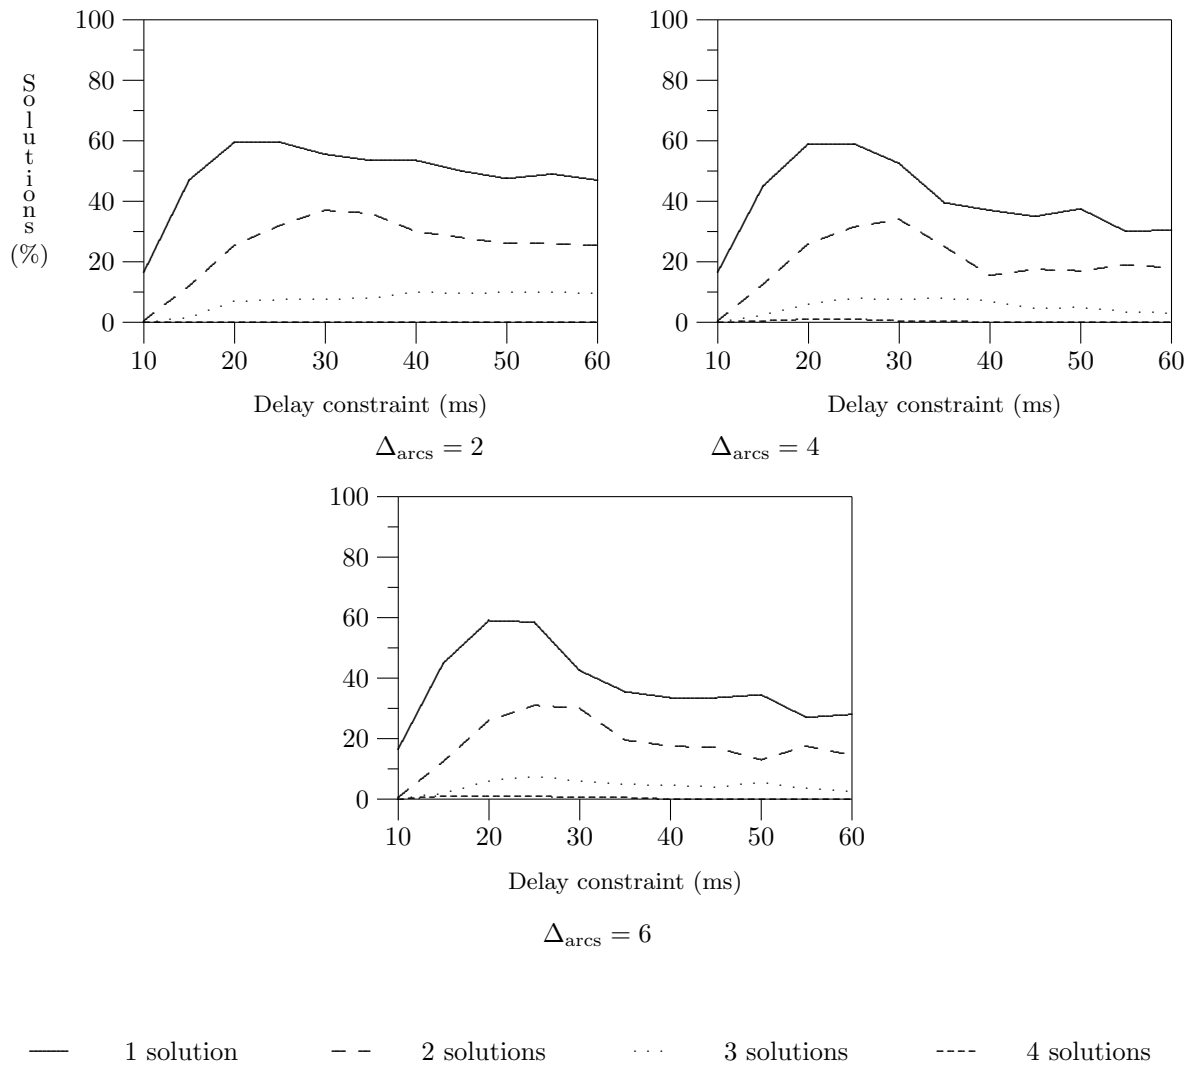 100
80
60
40
20
0
10 20 30 40 50 60
Solutions
(%)
Delay constraint (ms)
Δarcs = 2
100
80
60
40
20
0
10 20 30 40 50 60
Delay constraint (ms)
Δarcs = 4
100
80
60
40
20
0
10 20 30 40 50 60
Delay constraint (ms)
Δarcs = 6
1 solution 2 solutions 3 solutions 4 solutions